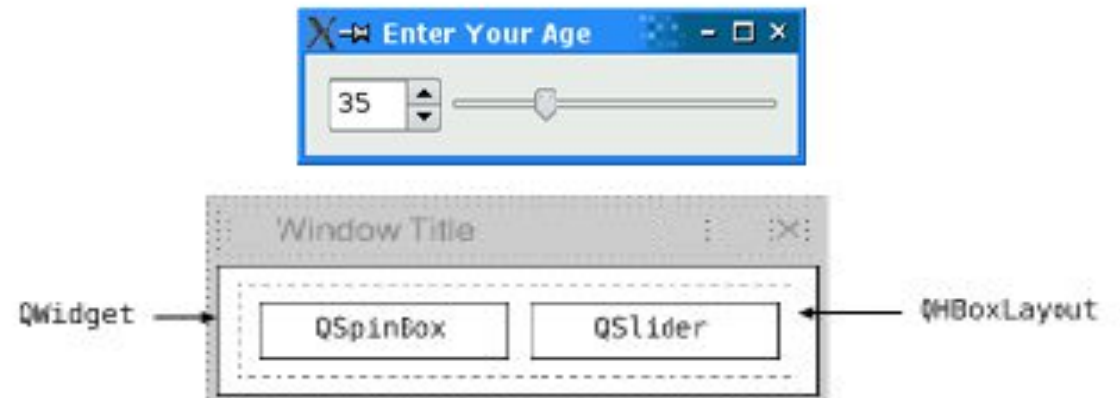 Enter Your Age
35
Window Title
QWidget
QSpinBox
QSlider
QHBoxLayout